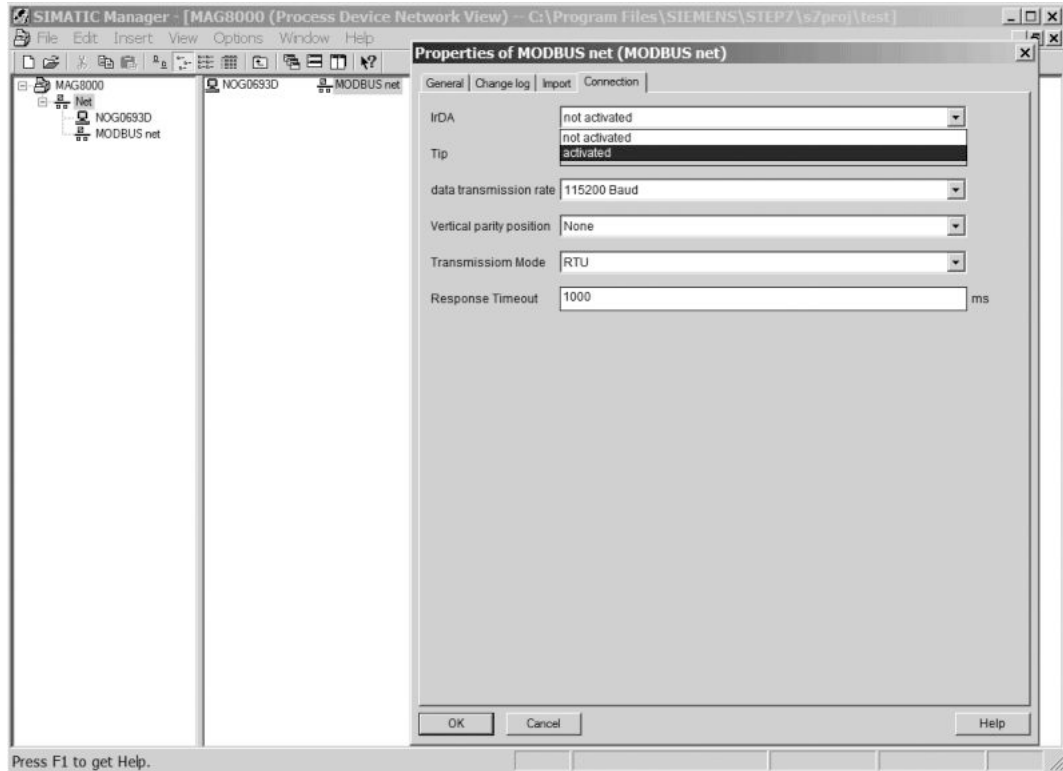 SIMATIC Manager - [MAG8000 (Process Device Network View) -- C:\Program Files\SIEMENS\STEP7\s7proj\test]
File Edit Insert View Options Window Help
MAG8000
Net
NOG0693D
MODBUS net
NOG0693D MODBUS net
Properties of MODBUS net (MODBUS net)
General Change log Import Connection
IrDA not activated
not activated
Tip activated
data transmission rate 115200 Baud
Vertical parity position None
Transmissiom Mode RTU
Response Timeout 1000 ms
OK Cancel Help
Press F1 to get Help.